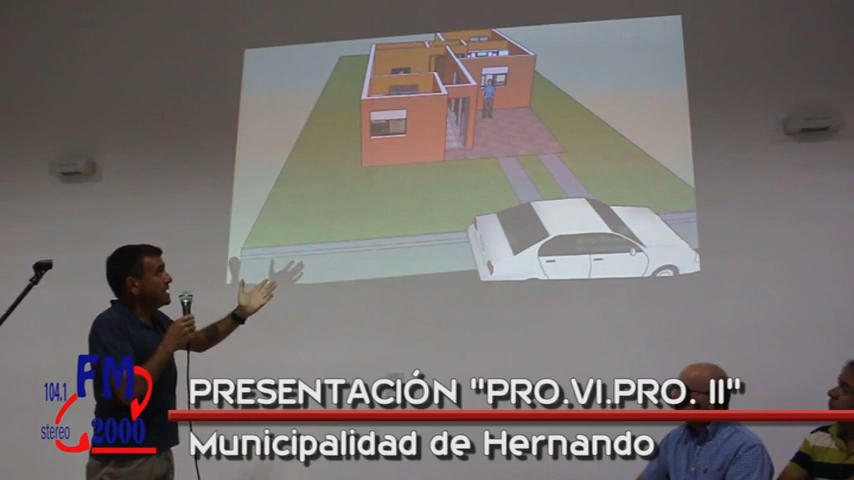 104.1 FM
stereo 2000
PRESENTACIÓN "PRO.VI.PRO. II"
Municipalidad de Hernando